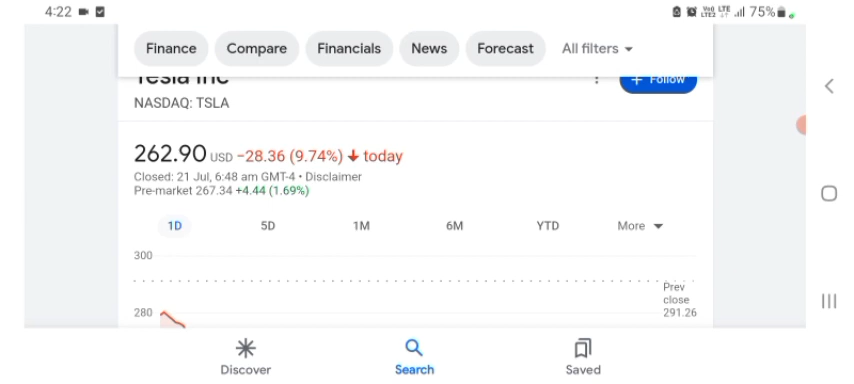 4:22
75%
Finance Compare Financials News Forecast All filters
Tesla Inc
+ Follow
NASDAQ: TSLA
262.90 USD −28.36 (9.74%) today
Closed: 21 Jul, 6:48 am GMT-4 • Disclaimer
Pre-market 267.34 +4.44 (1.69%)
1D 5D 1M 6M YTD More
300
Prev
close
280 291.26
Discover Search Saved